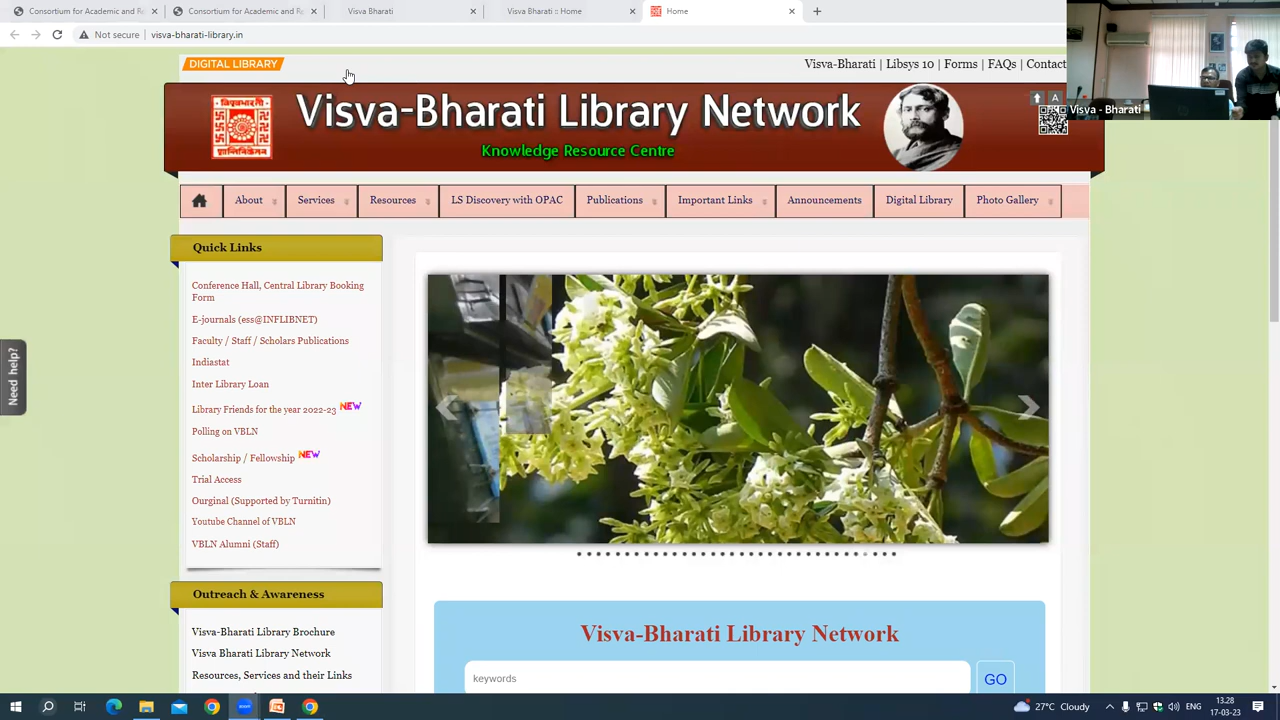 Consortium for Academic and Re
Consortium for Academic and Re
Visva Bharati
Visva Bharati :: Home
Home
Not secure
visva-bharati-library.in
DIGITAL LIBRARY
Visva-Bharati | Libsys 10 | Forms | FAQs | Contact
Visva-Bharati Library Network
Knowledge Resource Centre
A
Visva - Bharati
About
Services
Resources
LS Discovery with OPAC
Publications
Important Links
Announcements
Digital Library
Photo Gallery
Quick Links
Conference Hall, Central Library Booking
Form
E-journals (ess@INFLIBNET)
Faculty / Staff / Scholars Publications
Indiastat
Inter Library Loan
Library Friends for the year 2022-23 NEW
Polling on VBLN
Scholarship / Fellowship NEW
Trial Access
Ourginal (Supported by Turnitin)
Youtube Channel of VBLN
VBLN Alumni (Staff)
Need help?
Outreach & Awareness
Visva-Bharati Library Brochure
Visva Bharati Library Network
Resources, Services and their Links
Visva-Bharati Library Network
keywords
GO
27°C Cloudy
ENG
13.28
17-03-23